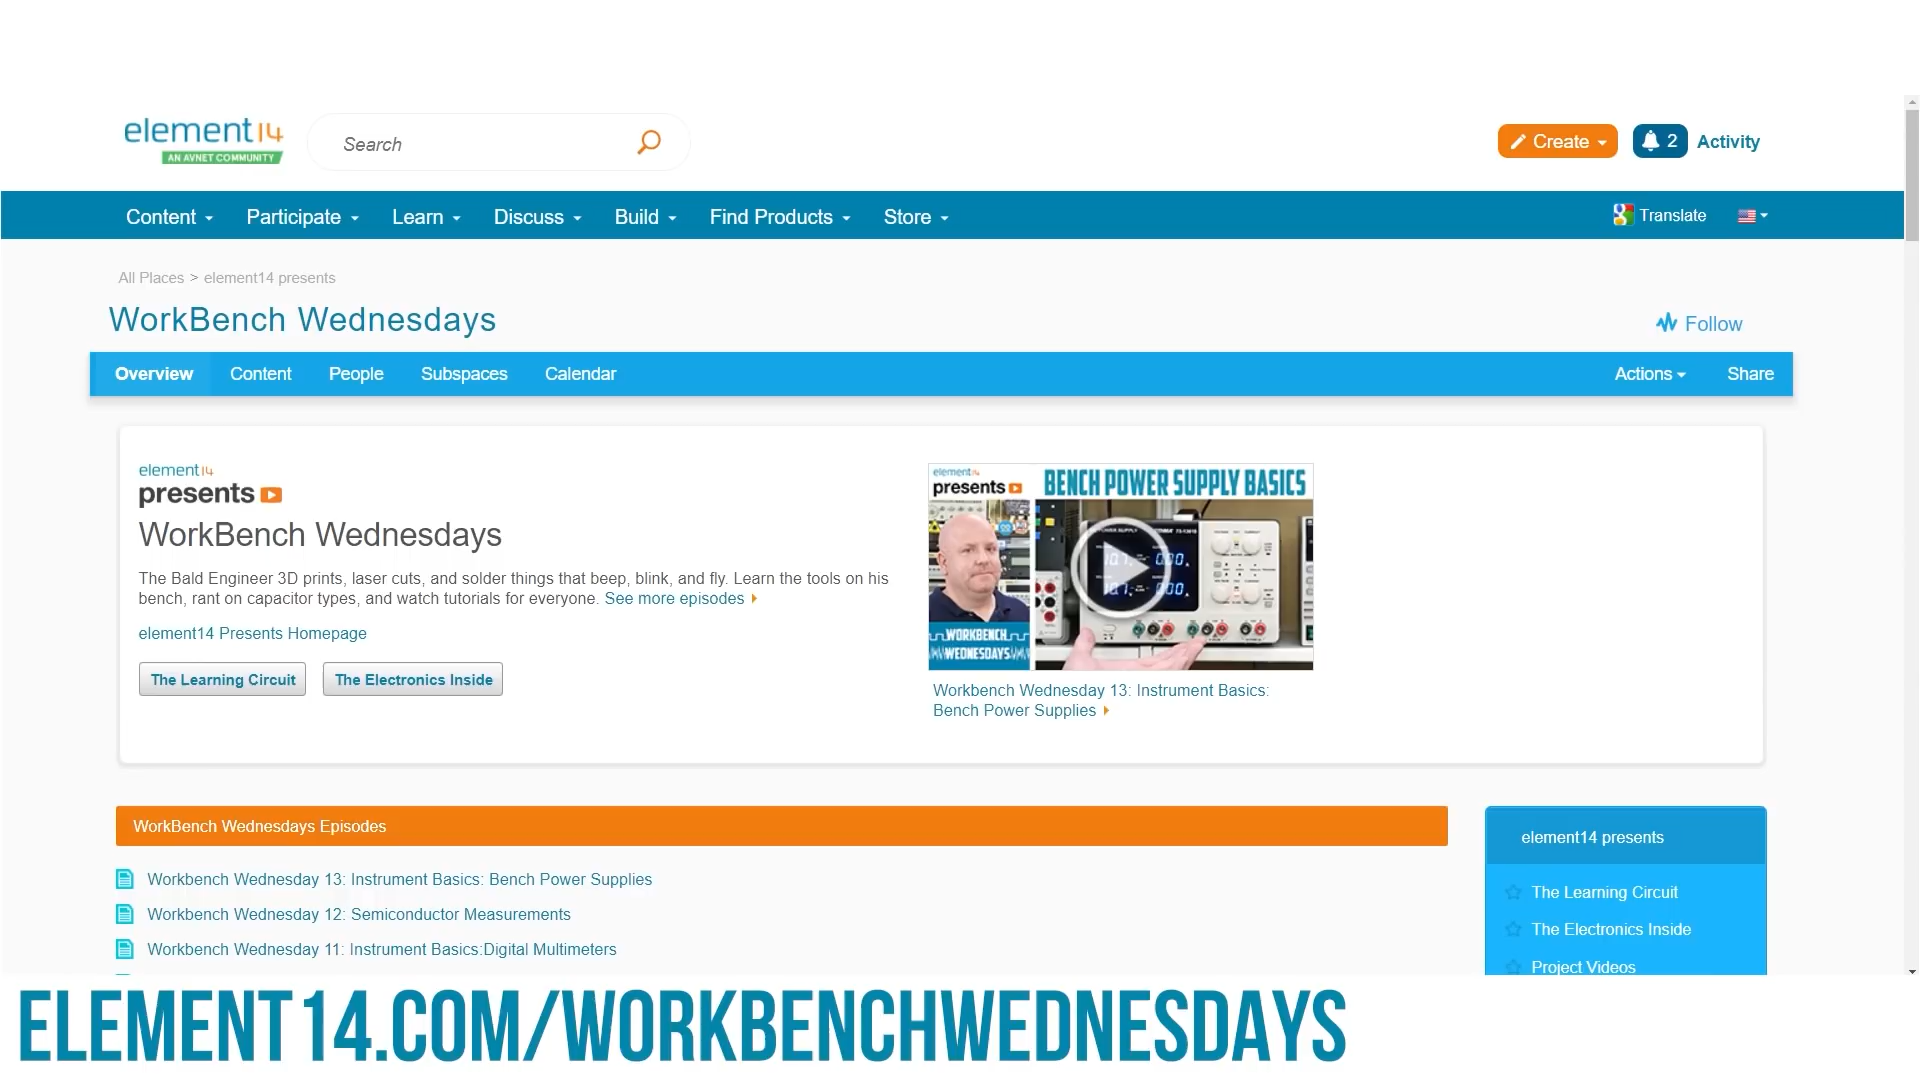 element14
AN AVNET COMMUNITY
Search
Create
2
Activity
Content
Participate
Learn
Discuss
Build
Find Products
Store
Translate
All Places > element14 presents
WorkBench Wednesdays
Follow
Overview
Content
People
Subspaces
Calendar
Actions
Share
element14
presents
WorkBench Wednesdays
The Bald Engineer 3D prints, laser cuts, and solder things that beep, blink, and fly. Learn the tools on his
bench, rant on capacitor types, and watch tutorials for everyone. See more episodes
element14 Presents Homepage
The Learning Circuit
The Electronics Inside
element14
presents
BENCH POWER SUPPLY BASICS
WORKBENCH
WEDNESDAYS
Workbench Wednesday 13: Instrument Basics:
Bench Power Supplies
WorkBench Wednesdays Episodes
Workbench Wednesday 13: Instrument Basics: Bench Power Supplies
Workbench Wednesday 12: Semiconductor Measurements
Workbench Wednesday 11: Instrument Basics:Digital Multimeters
element14 presents
The Learning Circuit
The Electronics Inside
Project Videos
ELEMENT14.COM/WORKBENCHWEDNESDAYS